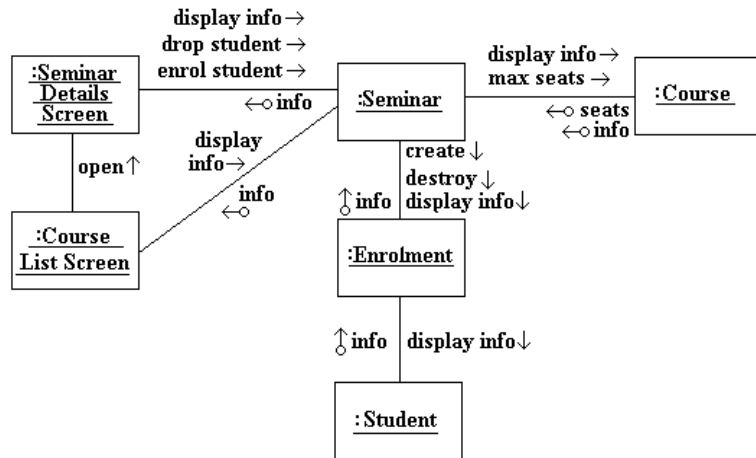 display info →
drop student →
enrol student →
:Seminar
Details
Screen
info
:Seminar
display info →
max seats →
seats
info
:Course
open ↑
display
info →
info
create ↓
destroy ↓
display info ↓
info
:Course
List Screen
:Enrolment
info
display info ↓
:Student